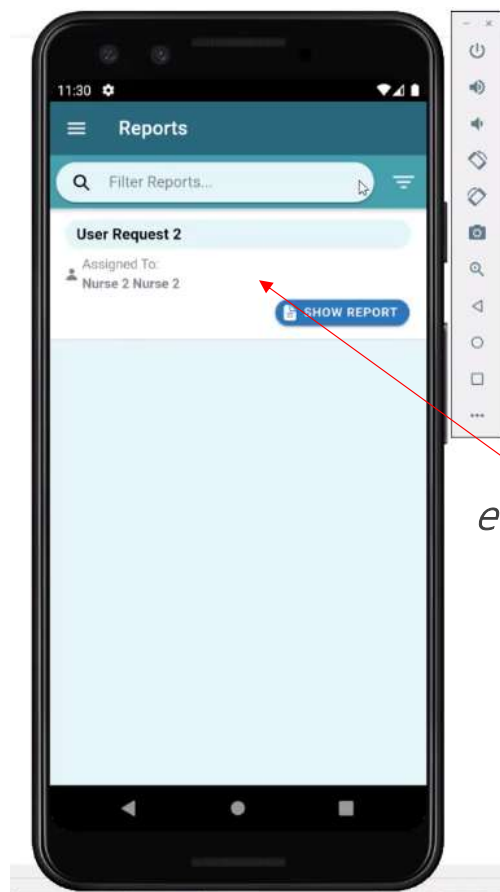 11:30
Reports
Filter Reports...
User Request 2
Assigned To:
Nurse 2 Nurse 2
SHOW REPORT
e